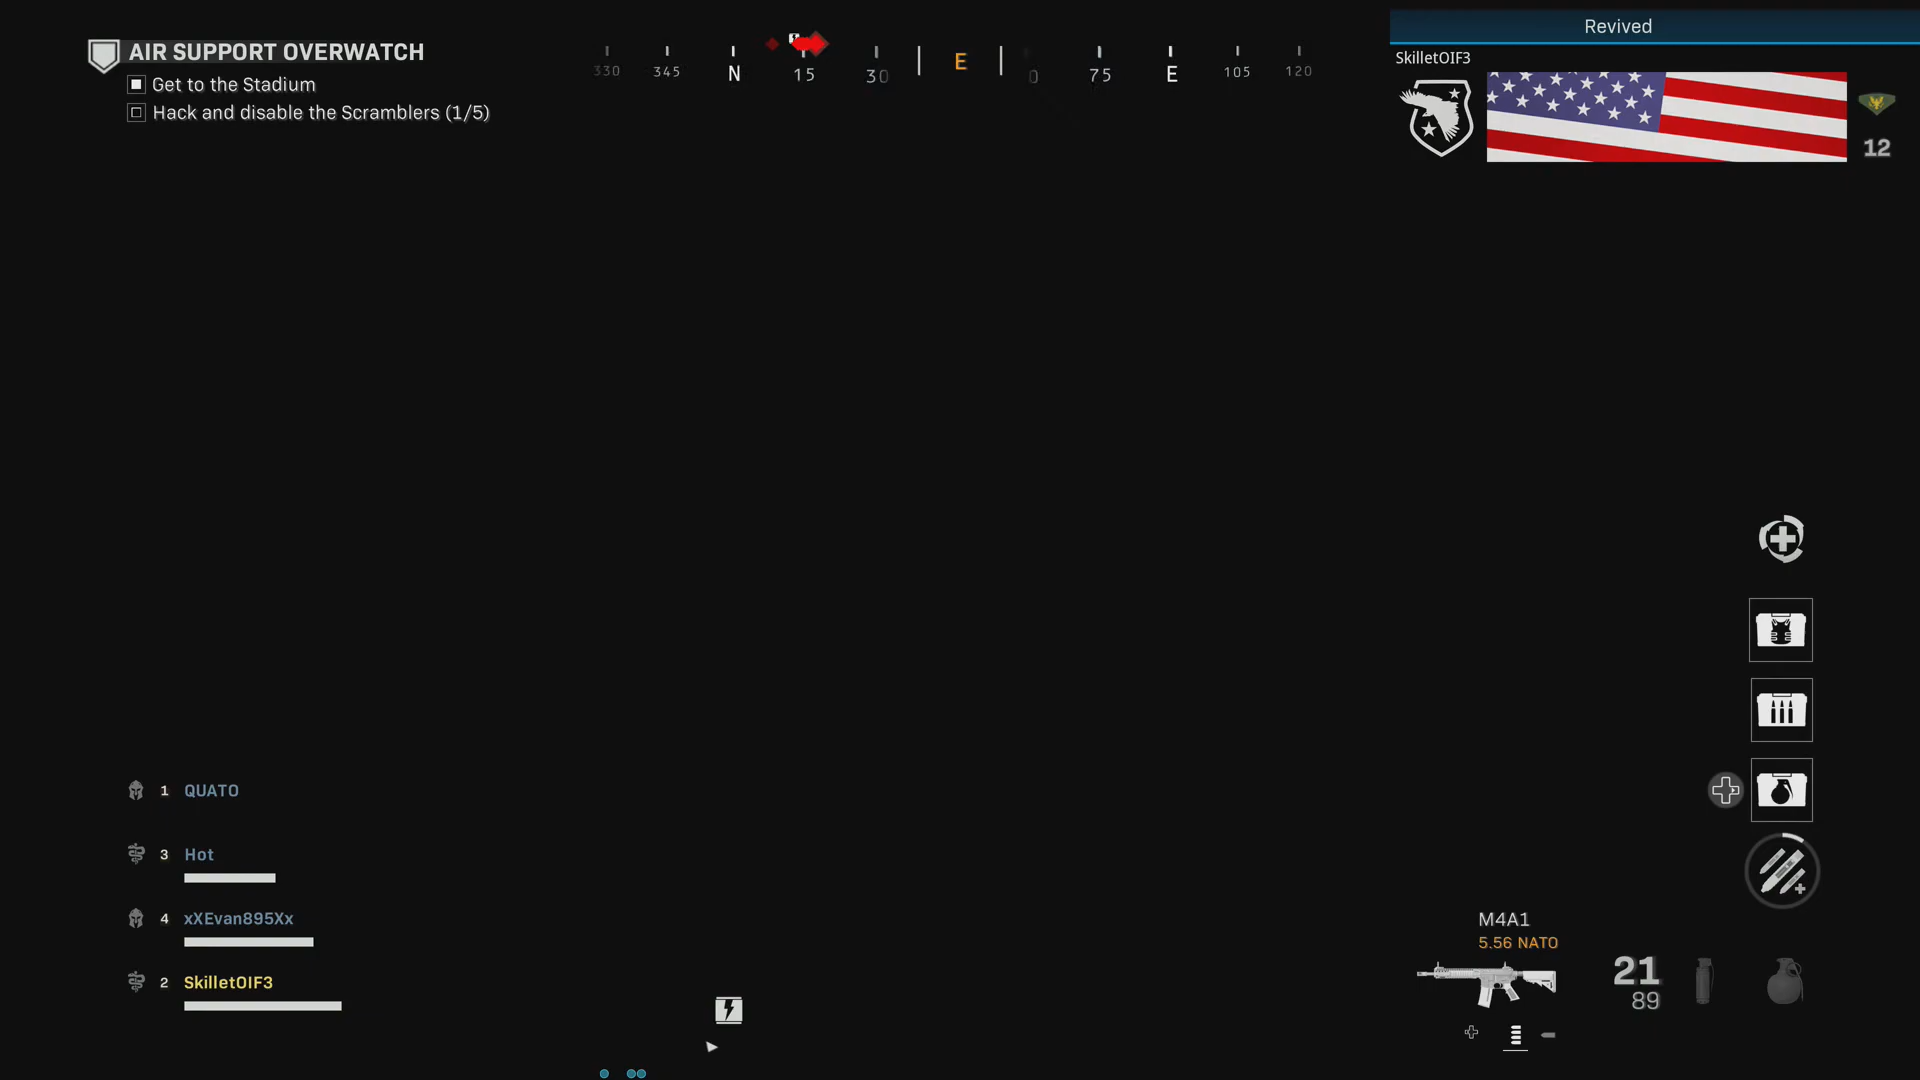 AIR SUPPORT OVERWATCH
Get to the Stadium
Hack and disable the Scramblers (1/5)
330 345 N 15 30 E 0 75 E 105 120
Revived
SkilletOIF3
12
1 QUATO
3 Hot
4 xXEvan895Xx
2 SkilletOIF3
M4A1
5.56 NATO
21
89